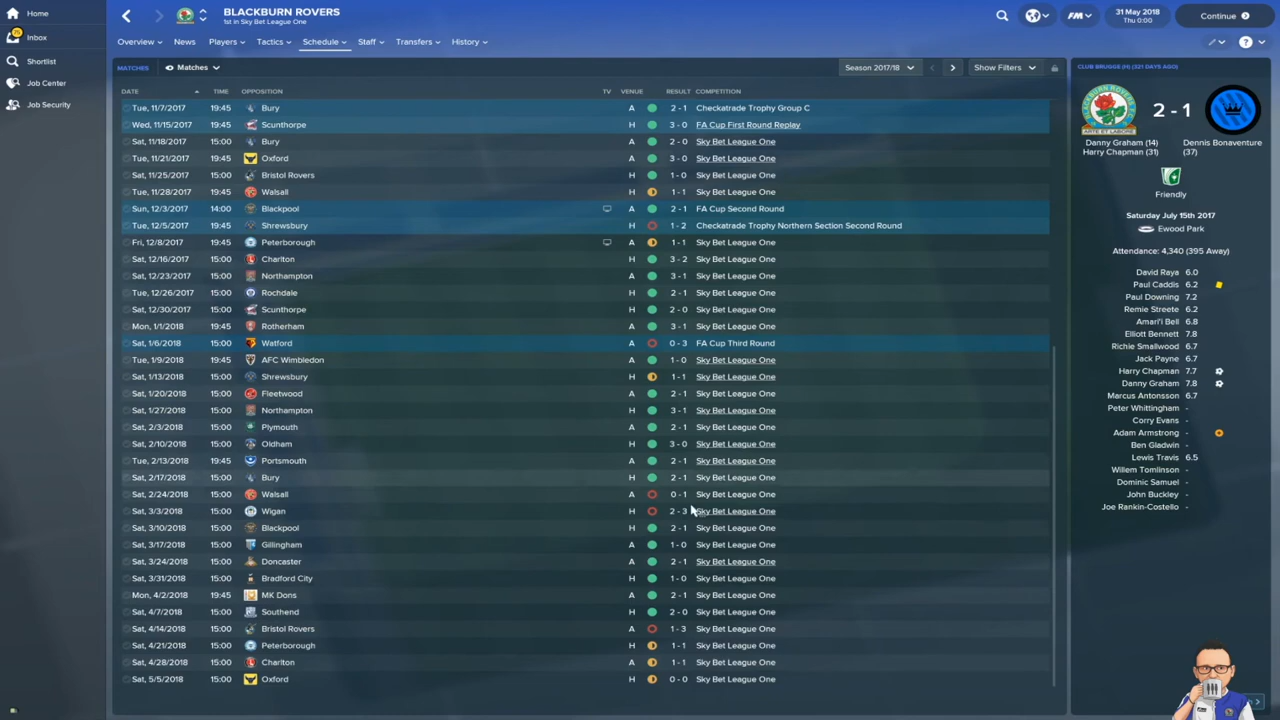 Home
Inbox
Shortlist
Job Center
Job Security
BLACKBURN ROVERS
1st in Sky Bet League One
FM
31 May 2018
Thu 0:00
Continue
Overview News Players Tactics Schedule Staff Transfers History
MATCHES Matches Season 2017/18 Show Filters
DATE TIME OPPOSITION TV VENUE RESULT COMPETITION
Tue, 11/7/2017 19:45 Bury A 2 - 1 Checkatrade Trophy Group C
Wed, 11/15/2017 19:45 Scunthorpe H 3 - 0 FA Cup First Round Replay
Sat, 11/18/2017 15:00 Bury A 2 - 0 Sky Bet League One
Tue, 11/21/2017 19:45 Oxford A 3 - 0 Sky Bet League One
Sat, 11/25/2017 15:00 Bristol Rovers H 1 - 0 Sky Bet League One
Tue, 11/28/2017 19:45 Walsall H 1 - 1 Sky Bet League One
Sun, 12/3/2017 14:00 Blackpool A 2 - 1 FA Cup Second Round
Tue, 12/5/2017 19:45 Shrewsbury H 1 - 2 Checkatrade Trophy Northern Section Second Round
Fri, 12/8/2017 19:45 Peterborough A 1 - 1 Sky Bet League One
Sat, 12/16/2017 15:00 Charlton H 3 - 2 Sky Bet League One
Sat, 12/23/2017 15:00 Northampton A 3 - 1 Sky Bet League One
Tue, 12/26/2017 15:00 Rochdale H 2 - 1 Sky Bet League One
Sat, 12/30/2017 15:00 Scunthorpe H 2 - 0 Sky Bet League One
Mon, 1/1/2018 19:45 Rotherham A 3 - 1 Sky Bet League One
Sat, 1/6/2018 15:00 Watford A 0 - 3 FA Cup Third Round
Tue, 1/9/2018 19:45 AFC Wimbledon A 1 - 0 Sky Bet League One
Sat, 1/13/2018 15:00 Shrewsbury H 1 - 1 Sky Bet League One
Sat, 1/20/2018 15:00 Fleetwood A 2 - 1 Sky Bet League One
Sat, 1/27/2018 15:00 Northampton H 3 - 1 Sky Bet League One
Sat, 2/3/2018 15:00 Plymouth A 2 - 1 Sky Bet League One
Sat, 2/10/2018 15:00 Oldham H 3 - 0 Sky Bet League One
Tue, 2/13/2018 19:45 Portsmouth A 2 - 1 Sky Bet League One
Sat, 2/17/2018 15:00 Bury H 2 - 1 Sky Bet League One
Sat, 2/24/2018 15:00 Walsall A 0 - 1 Sky Bet League One
Sat, 3/3/2018 15:00 Wigan H 2 - 3 Sky Bet League One
Sat, 3/10/2018 15:00 Blackpool H 2 - 1 Sky Bet League One
Sat, 3/17/2018 15:00 Gillingham A 1 - 0 Sky Bet League One
Sat, 3/24/2018 15:00 Doncaster A 2 - 1 Sky Bet League One
Sat, 3/31/2018 15:00 Bradford City H 1 - 0 Sky Bet League One
Mon, 4/2/2018 19:45 MK Dons A 2 - 1 Sky Bet League One
Sat, 4/7/2018 15:00 Southend H 2 - 0 Sky Bet League One
Sat, 4/14/2018 15:00 Bristol Rovers A 1 - 3 Sky Bet League One
Sat, 4/21/2018 15:00 Peterborough H 1 - 1 Sky Bet League One
Sat, 4/28/2018 15:00 Charlton A 1 - 1 Sky Bet League One
Sat, 5/5/2018 15:00 Oxford H 0 - 0 Sky Bet League One
CLUB BRUGGE (H) (321 DAYS AGO)
BLACKBURN ROVERS
ARTE ET LABORE
2 - 1
Danny Graham (14) Dennis Bonaventure
Harry Chapman (31) (37)
Friendly
Saturday July 15th 2017
Ewood Park
Attendance: 4,340 (395 Away)
David Raya 6.0
Paul Caddis 6.2
Paul Downing 7.2
Remie Streete 6.2
Amari'i Bell 6.8
Elliott Bennett 7.8
Richie Smallwood 6.7
Jack Payne 6.7
Harry Chapman 7.7
Danny Graham 7.8
Marcus Antonsson 6.7
Peter Whittingham -
Corry Evans -
Adam Armstrong -
Ben Gladwin -
Lewis Travis 6.5
Willem Tomlinson -
Dominic Samuel -
John Buckley -
Joe Rankin-Costello -